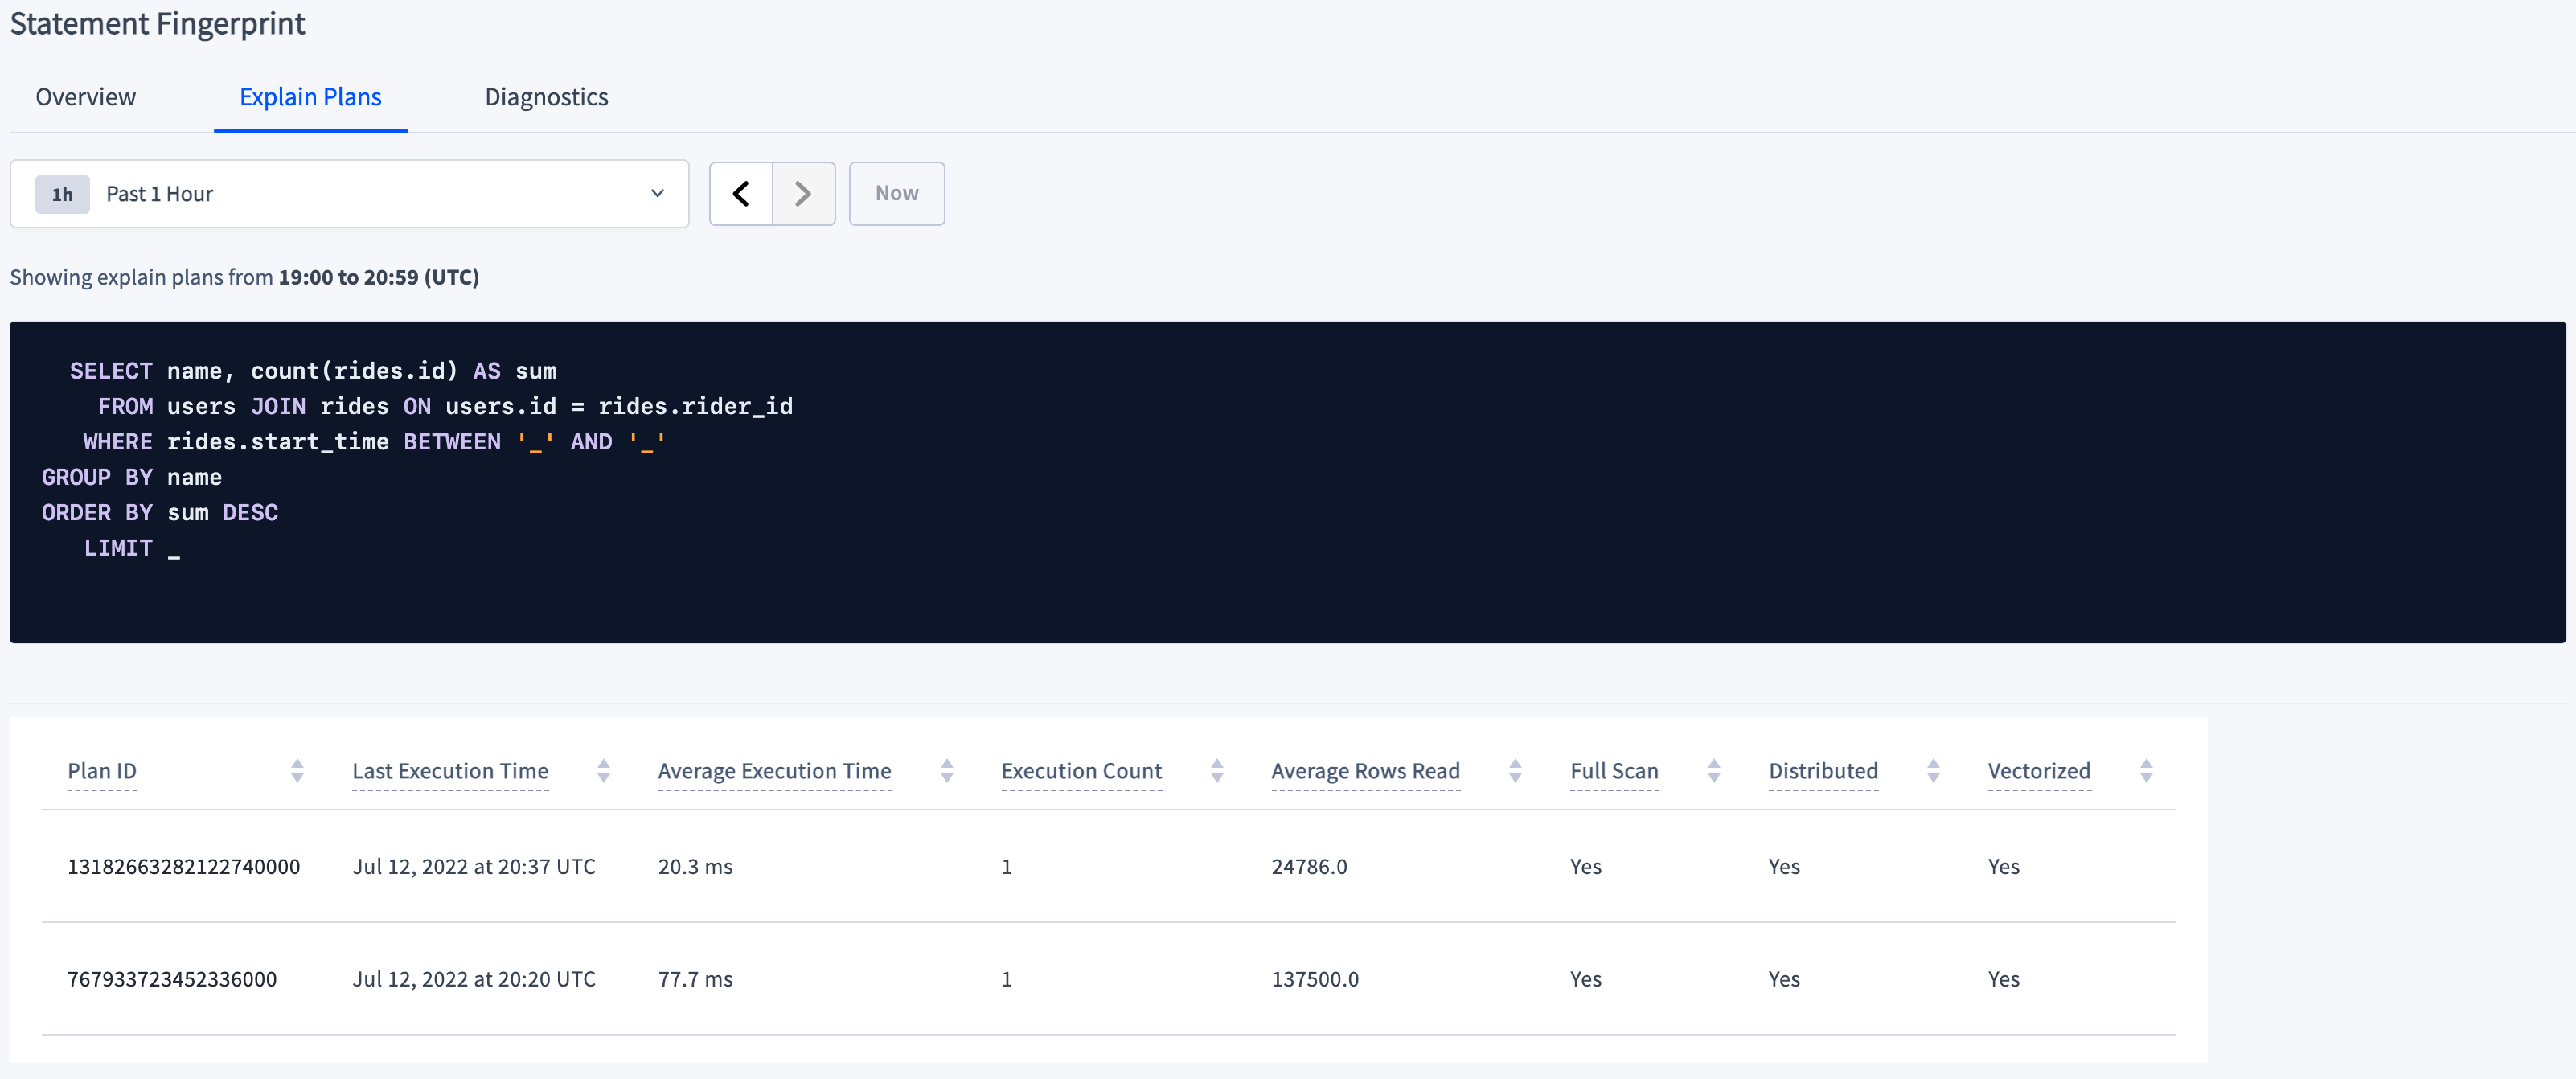 Statement Fingerprint
Overview Explain Plans Diagnostics
1h Past 1 Hour Now
Showing explain plans from 19:00 to 20:59 (UTC)
SELECT name, count(rides.id) AS sum
FROM users JOIN rides ON users.id = rides.rider_id
WHERE rides.start_time BETWEEN '_' AND '_'
GROUP BY name
ORDER BY sum DESC
LIMIT _
Plan ID Last Execution Time Average Execution Time Execution Count Average Rows Read Full Scan Distributed Vectorized
13182663282122740000 Jul 12, 2022 at 20:37 UTC 20.3 ms 1 24786.0 Yes Yes Yes
767933723452336000 Jul 12, 2022 at 20:20 UTC 77.7 ms 1 137500.0 Yes Yes Yes